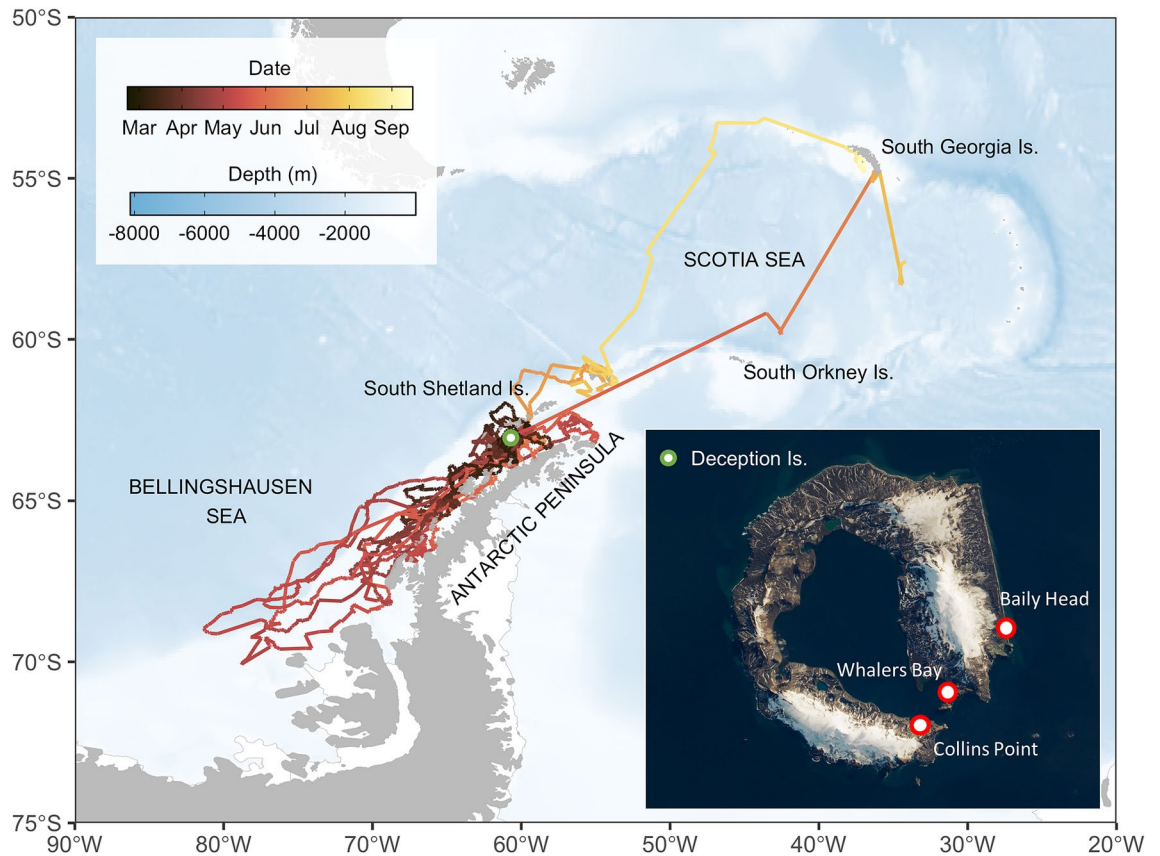 50°S
55°S
60°S
65°S
70°S
75°S
90°W 80°W 70°W 60°W 50°W 40°W 30°W 20°W
Date
Mar Apr May Jun Jul Aug Sep
Depth (m)
-8000 -6000 -4000 -2000
South Georgia Is.
SCOTIA SEA
South Orkney Is.
South Shetland Is.
BELLINGSHAUSEN
SEA
ANTARCTIC PENINSULA
Deception Is.
Baily Head
Whalers Bay
Collins Point